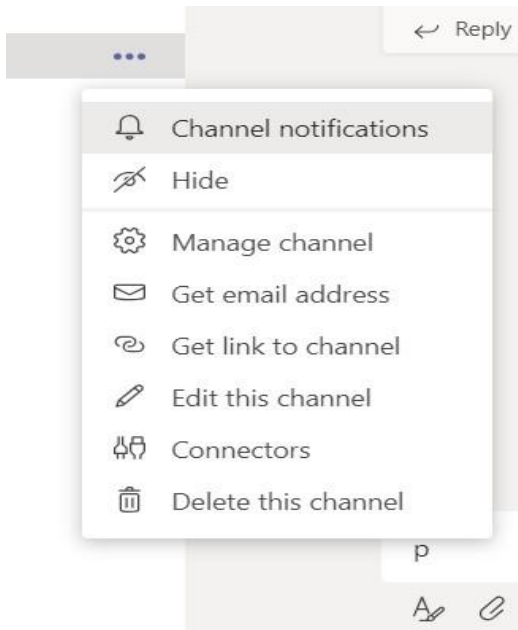 Reply
Channel notifications
Hide
Manage channel
Get email address
Get link to channel
Edit this channel
Connectors
Delete this channel
p